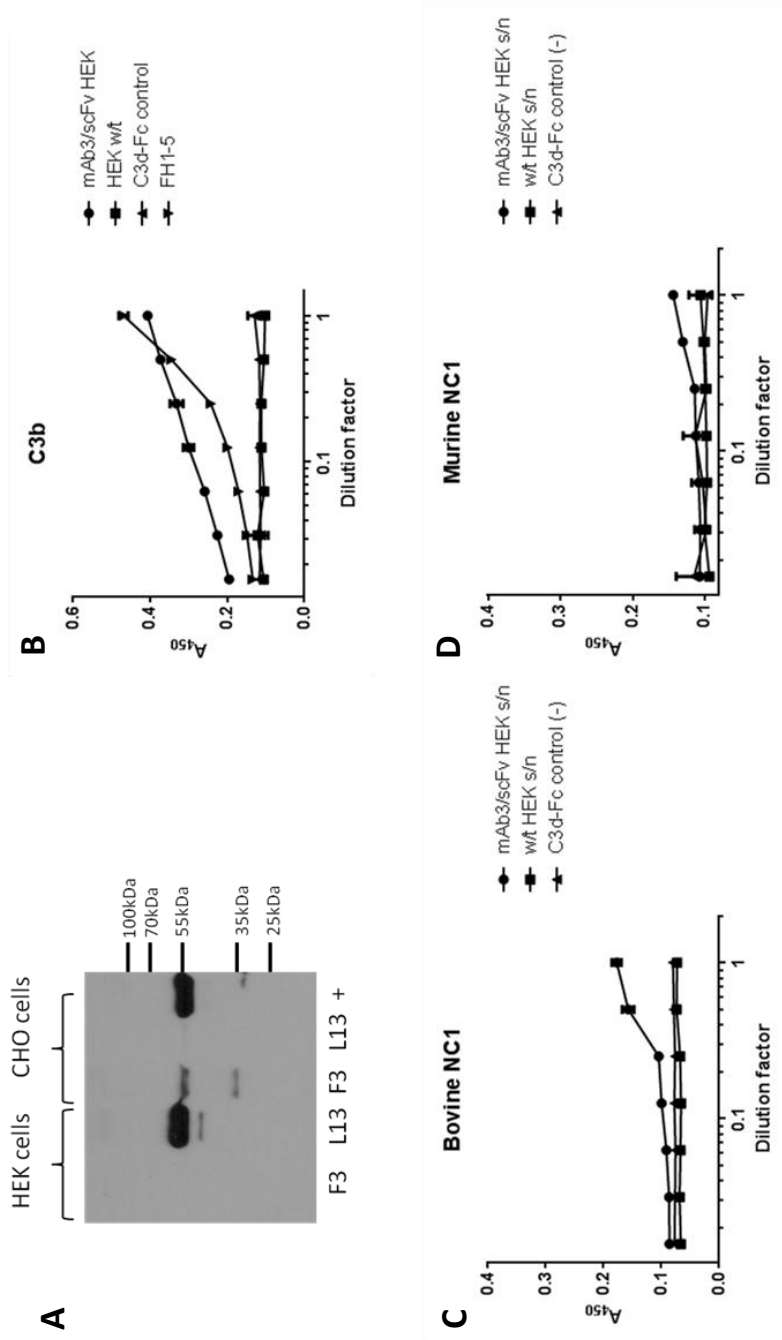 A
HEK cells CHO cells
100kDa
70kDa
55kDa
35kDa
25kDa
F3 L13 F3 L13 +
B
C3b
0.6
0.4
0.2
0.0
A450
0.1 1
Dilution factor
mAb3/scFv HEK
HEK w/t
C3d-Fc control
FH1-5
C
Bovine NC1
0.4
0.3
0.2
0.1
0.0
A450
0.1 1
Dilution factor
mAb3/scFv HEK s/n
w/t HEK s/n
C3d-Fc control (-)
D
Murine NC1
0.4
0.3
0.2
0.1
A450
0.1 1
Dilution factor
mAb3/scFv HEK s/n
w/t HEK s/n
C3d-Fc control (-)